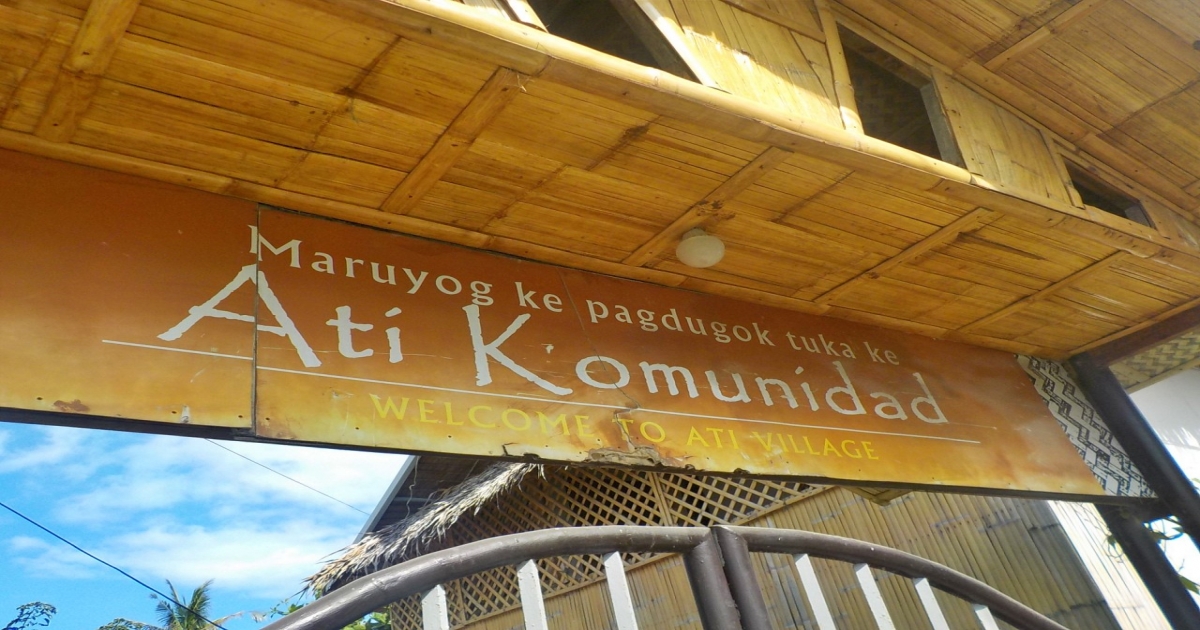 Maruyog ke pagdugok tuka ke
Ati Komunidad
WELCOME TO ATI VILLAGE